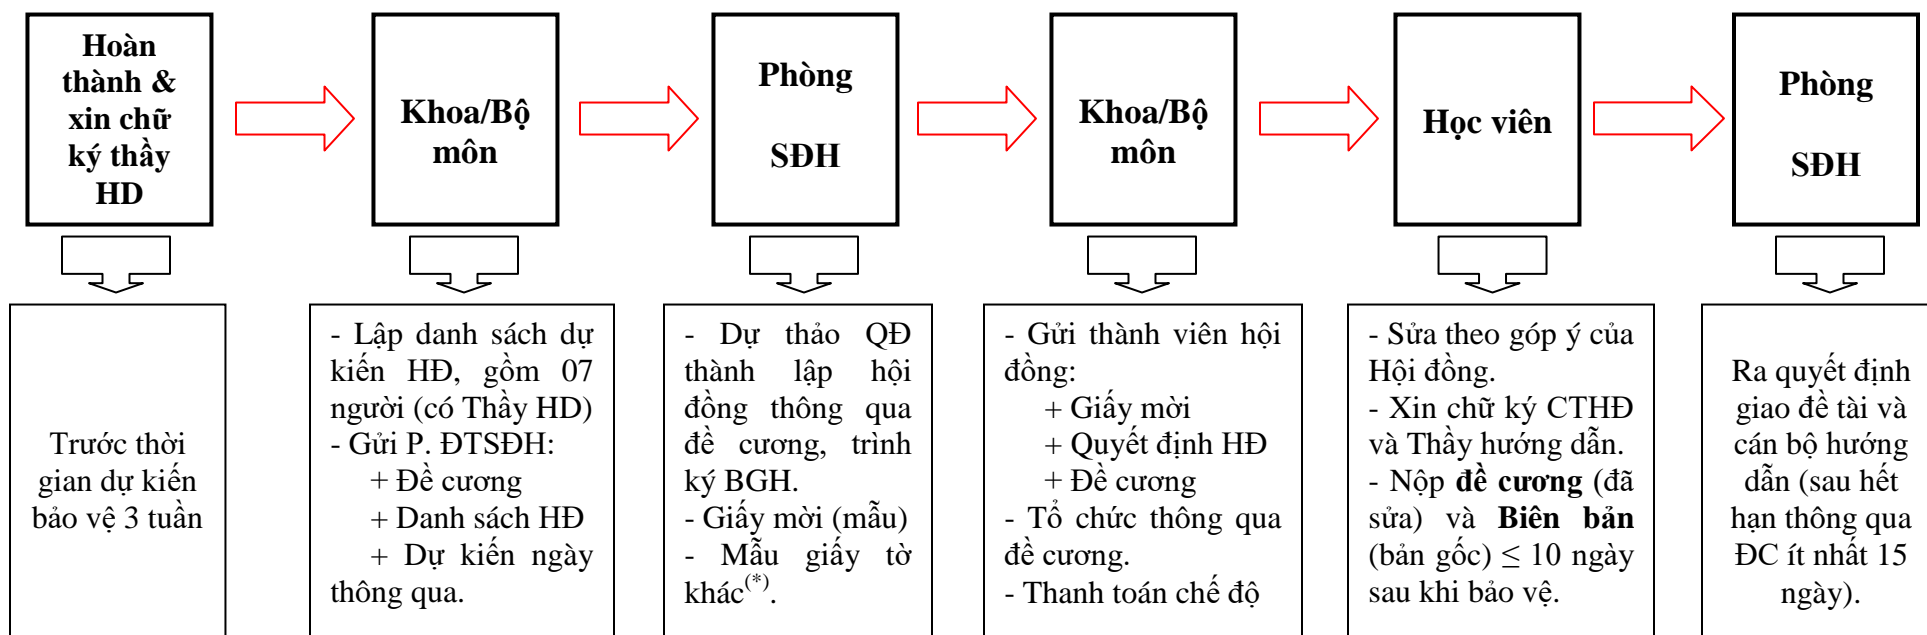 Hoàn
thành &
xin chữ
ký thầy
HD
Khoa/Bộ
môn
Phòng
SĐH
Khoa/Bộ
môn
Học viên
Phòng
SĐH
Trước thời
gian dự kiến
bảo vệ 3 tuần
- Lập danh sách dự
kiến HĐ, gồm 07
người (có Thầy HD)
- Gửi P. ĐTSĐH:
+ Đề cương
+ Danh sách HĐ
+ Dự kiến ngày
thông qua.
- Dự thảo QĐ
thành lập hội
đồng thông qua
đề cương, trình
ký BGH.
- Giấy mời (mẫu)
- Mẫu giấy tờ
khác(*).
- Gửi thành viên hội
đồng:
+ Giấy mời
+ Quyết định HĐ
+ Đề cương
- Tổ chức thông qua
đề cương.
- Thanh toán chế độ
- Sửa theo góp ý của
Hội đồng.
- Xin chữ ký CTHĐ
và Thầy hướng dẫn.
- Nộp đề cương (đã
sửa) và Biên bản
(bản gốc) ≤ 10 ngày
sau khi bảo vệ.
Ra quyết định
giao đề tài và
cán bộ hướng
dẫn (sau hết
hạn thông qua
ĐC ít nhất 15
ngày).